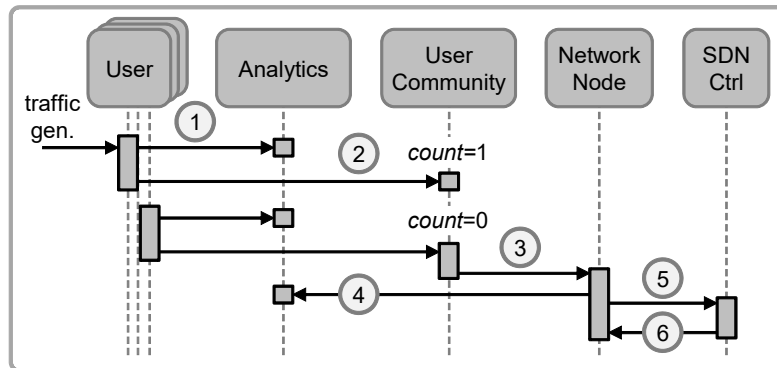 User
Analytics
User
Community
Network
Node
SDN
Ctrl
traffic
gen.
1
2
count=1
count=0
3
4
5
6